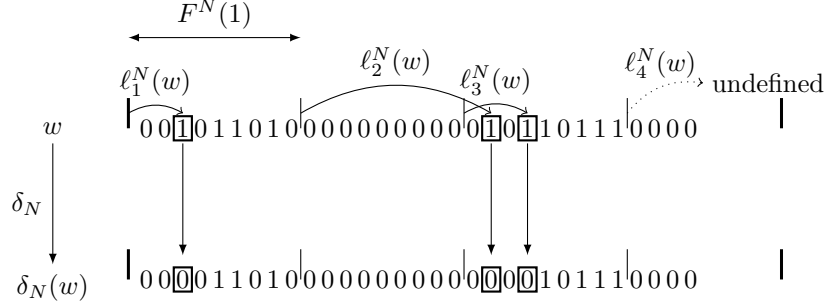 F^N(1)
ℓ_1^N(w) ℓ_2^N(w) ℓ_3^N(w) ℓ_4^N(w) undefined
w 0 0 1 0 1 1 0 1 0 0 0 0 0 0 0 0 0 0 0 1 0 1 1 0 1 1 1 0 0 0 0
δ_N
δ_N(w) 0 0 0 0 1 1 0 1 0 0 0 0 0 0 0 0 0 0 0 0 0 0 1 0 1 1 1 0 0 0 0